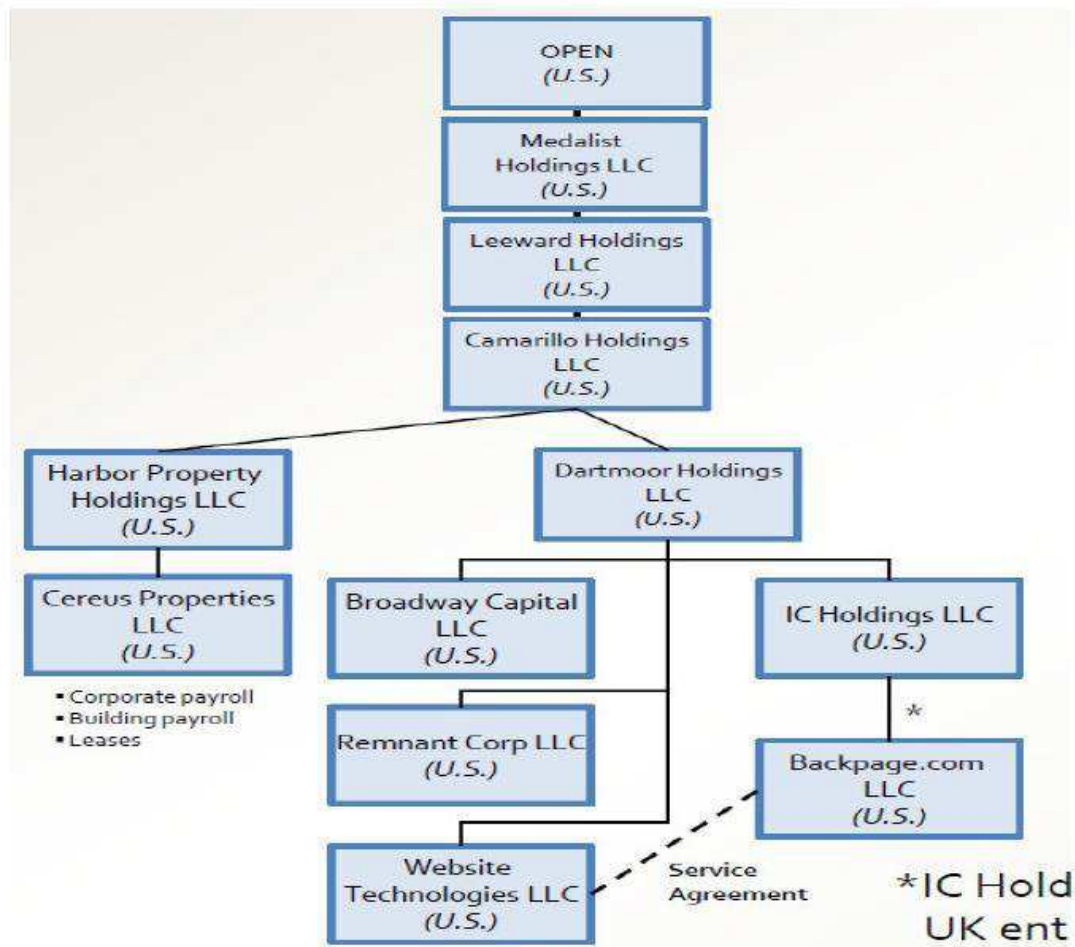 OPEN
(U.S.)
Medalist
Holdings LLC
(U.S.)
Leeward Holdings
LLC
(U.S.)
Camarillo Holdings
LLC
(U.S.)
Harbor Property
Holdings LLC
(U.S.)
Dartmoor Holdings
LLC
(U.S.)
Cereus Properties
LLC
(U.S.)
▪ Corporate payroll
▪ Building payroll
▪ Leases
Broadway Capital
LLC
(U.S.)
IC Holdings LLC
(U.S.)
*
Remnant Corp LLC
(U.S.)
Backpage.com
LLC
(U.S.)
Website
Technologies LLC
(U.S.)
Service
Agreement
*IC Hold
UK ent